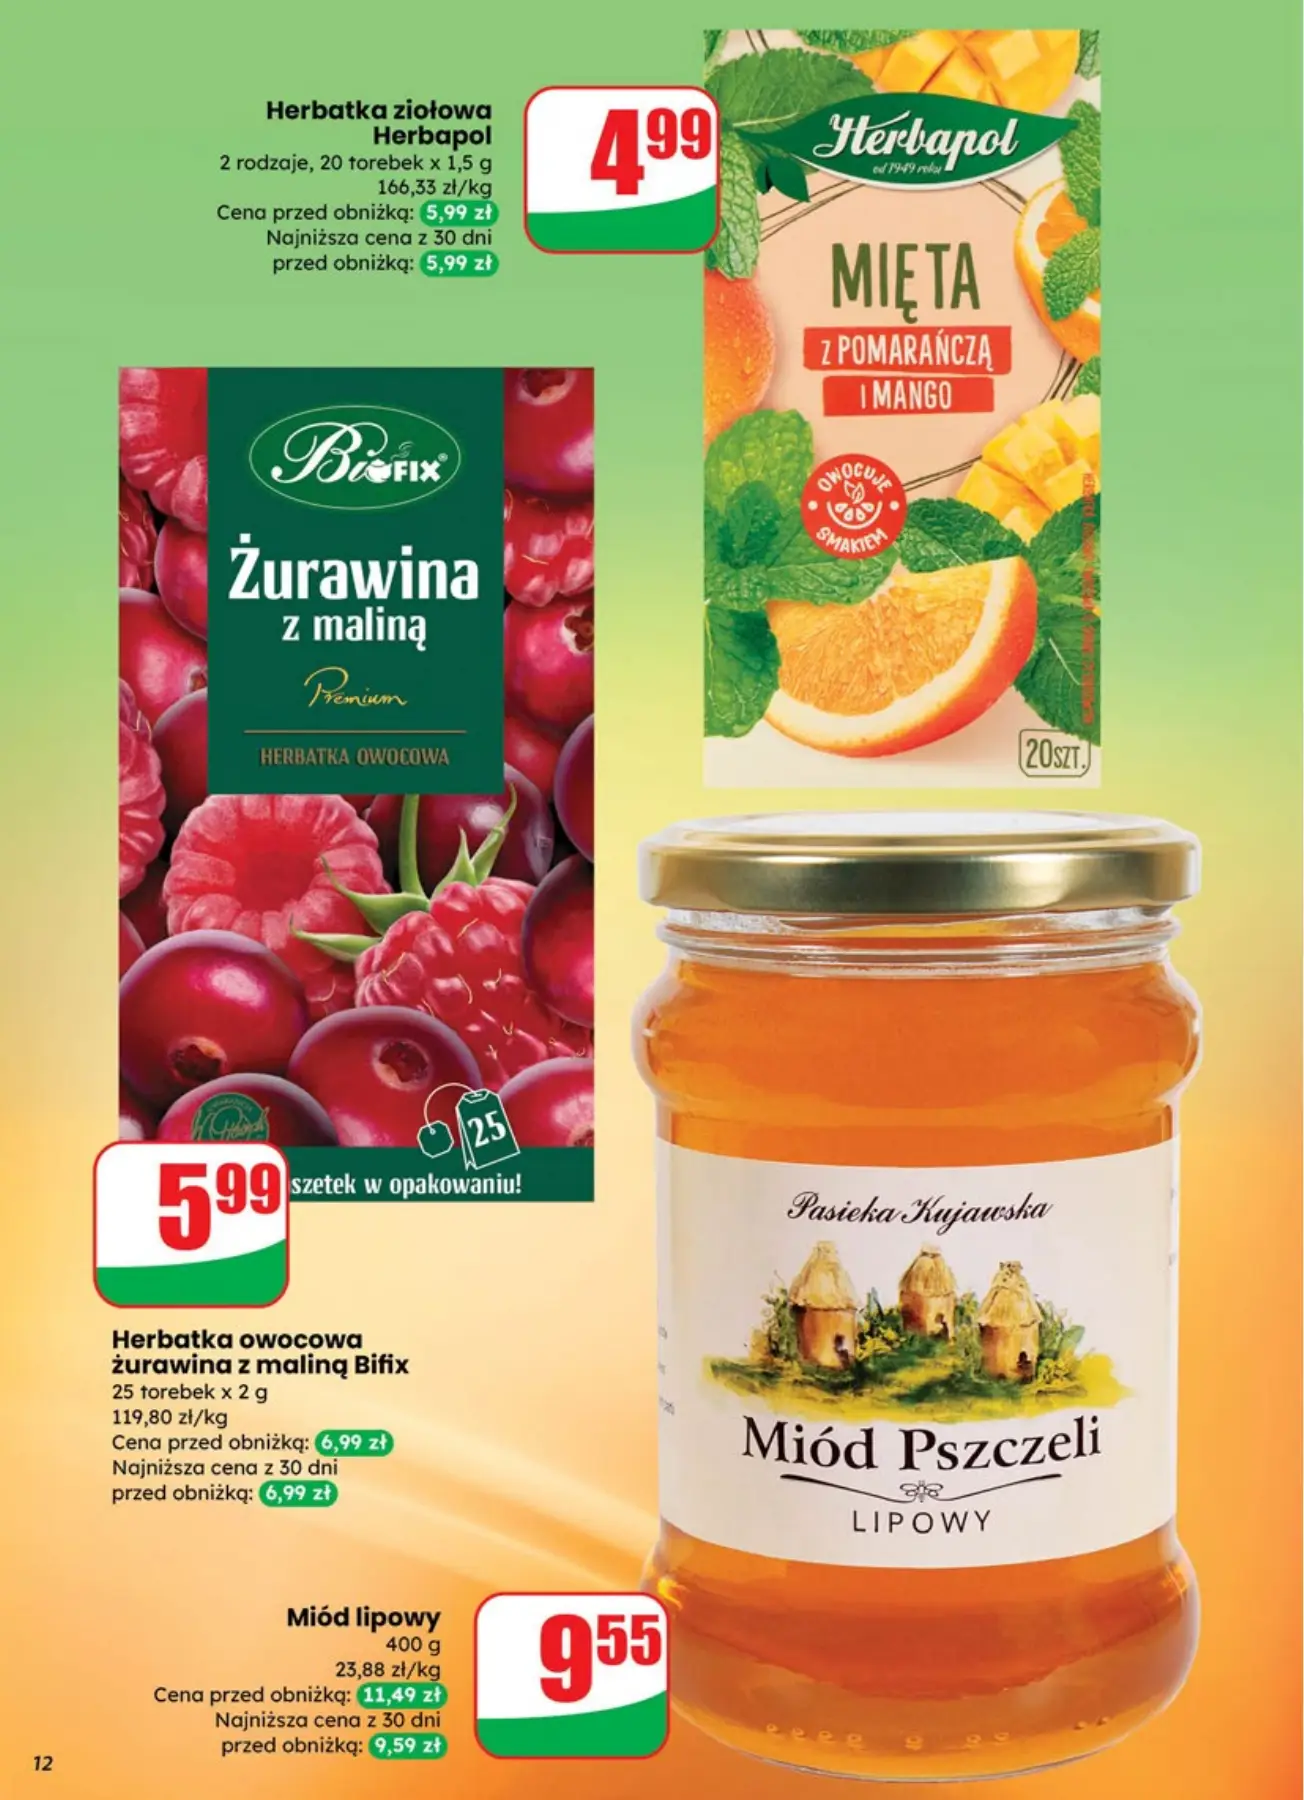 Herbatka ziołowa
Herbapol
2 rodzaje, 20 torebek x 1,5 g
166,33 zł/kg
Cena przed obniżką: 5,99 zł
Najniższa cena z 30 dni
przed obniżką: 5,99 zł
4 99
Herbapol
od 1949 roku
MIĘTA
Z POMARAŃCZĄ
I MANGO
OWOCUJE
SMAKIEM
20SZT.
BiOFIX®
Żurawina
z maliną
Premium
HERBATKA OWOCOWA
25
szetek w opakowaniu!
5 99
Herbatka owocowa
żurawina z maliną Bifix
25 torebek x 2 g
119,80 zł/kg
Cena przed obniżką: 6,99 zł
Najniższa cena z 30 dni
przed obniżką: 6,99 zł
Pasieka Kujawska
Miód Pszczeli
LIPOWY
Miód lipowy
400 g
23,88 zł/kg
Cena przed obniżką: 11,49 zł
Najniższa cena z 30 dni
przed obniżką: 9,59 zł
9 55
12